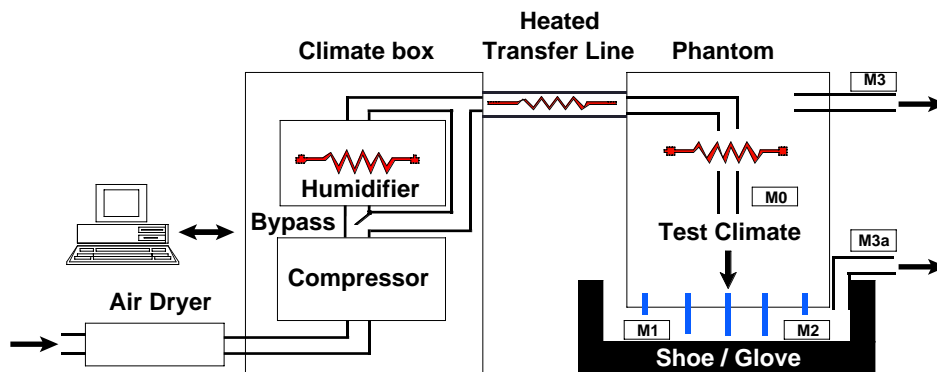 Heated
Climate box
Transfer Line
Phantom
M3
Humidifier
M0
Bypass
Test Climate
M3a
Compressor
Air Dryer
M1
M2
Shoe / Glove